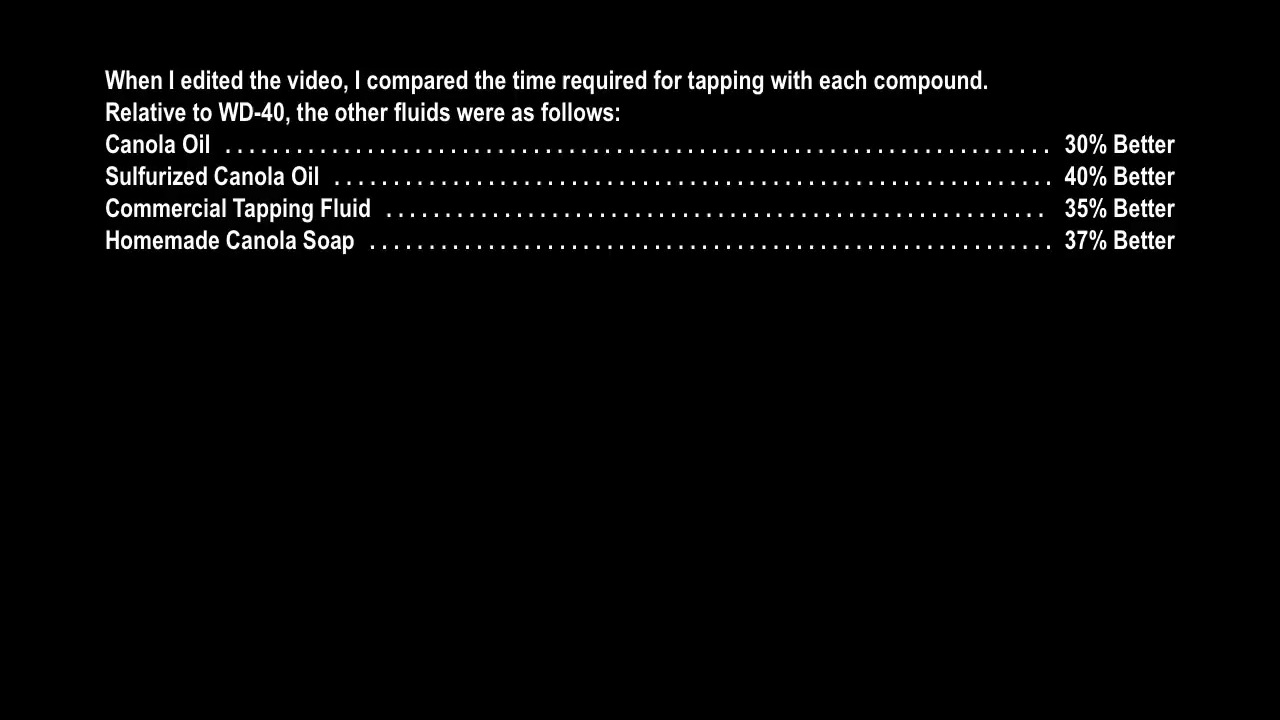 When I edited the video, I compared the time required for tapping with each compound.
Relative to WD-40, the other fluids were as follows:
Canola Oil . . . . . . . . . . . . . . . . . . . . . . . . . . . . . . . . . . . . . . . . . . . . . . . . . . . . . . . . . . . . . . . . . . . . . . 30% Better
Sulfurized Canola Oil . . . . . . . . . . . . . . . . . . . . . . . . . . . . . . . . . . . . . . . . . . . . . . . . . . . . . . . . . . . . . 40% Better
Commercial Tapping Fluid . . . . . . . . . . . . . . . . . . . . . . . . . . . . . . . . . . . . . . . . . . . . . . . . . . . . . . . . 35% Better
Homemade Canola Soap . . . . . . . . . . . . . . . . . . . . . . . . . . . . . . . . . . . . . . . . . . . . . . . . . . . . . . . . . . 37% Better